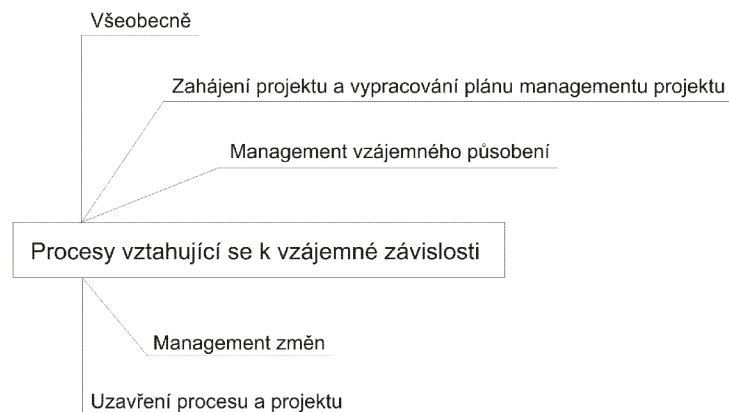 Všeobecně
Zahájení projektu a vypracování plánu managementu projektu
Management vzájemného působení
Procesy vztahující se k vzájemné závislosti
Management změn
Uzavření procesu a projektu